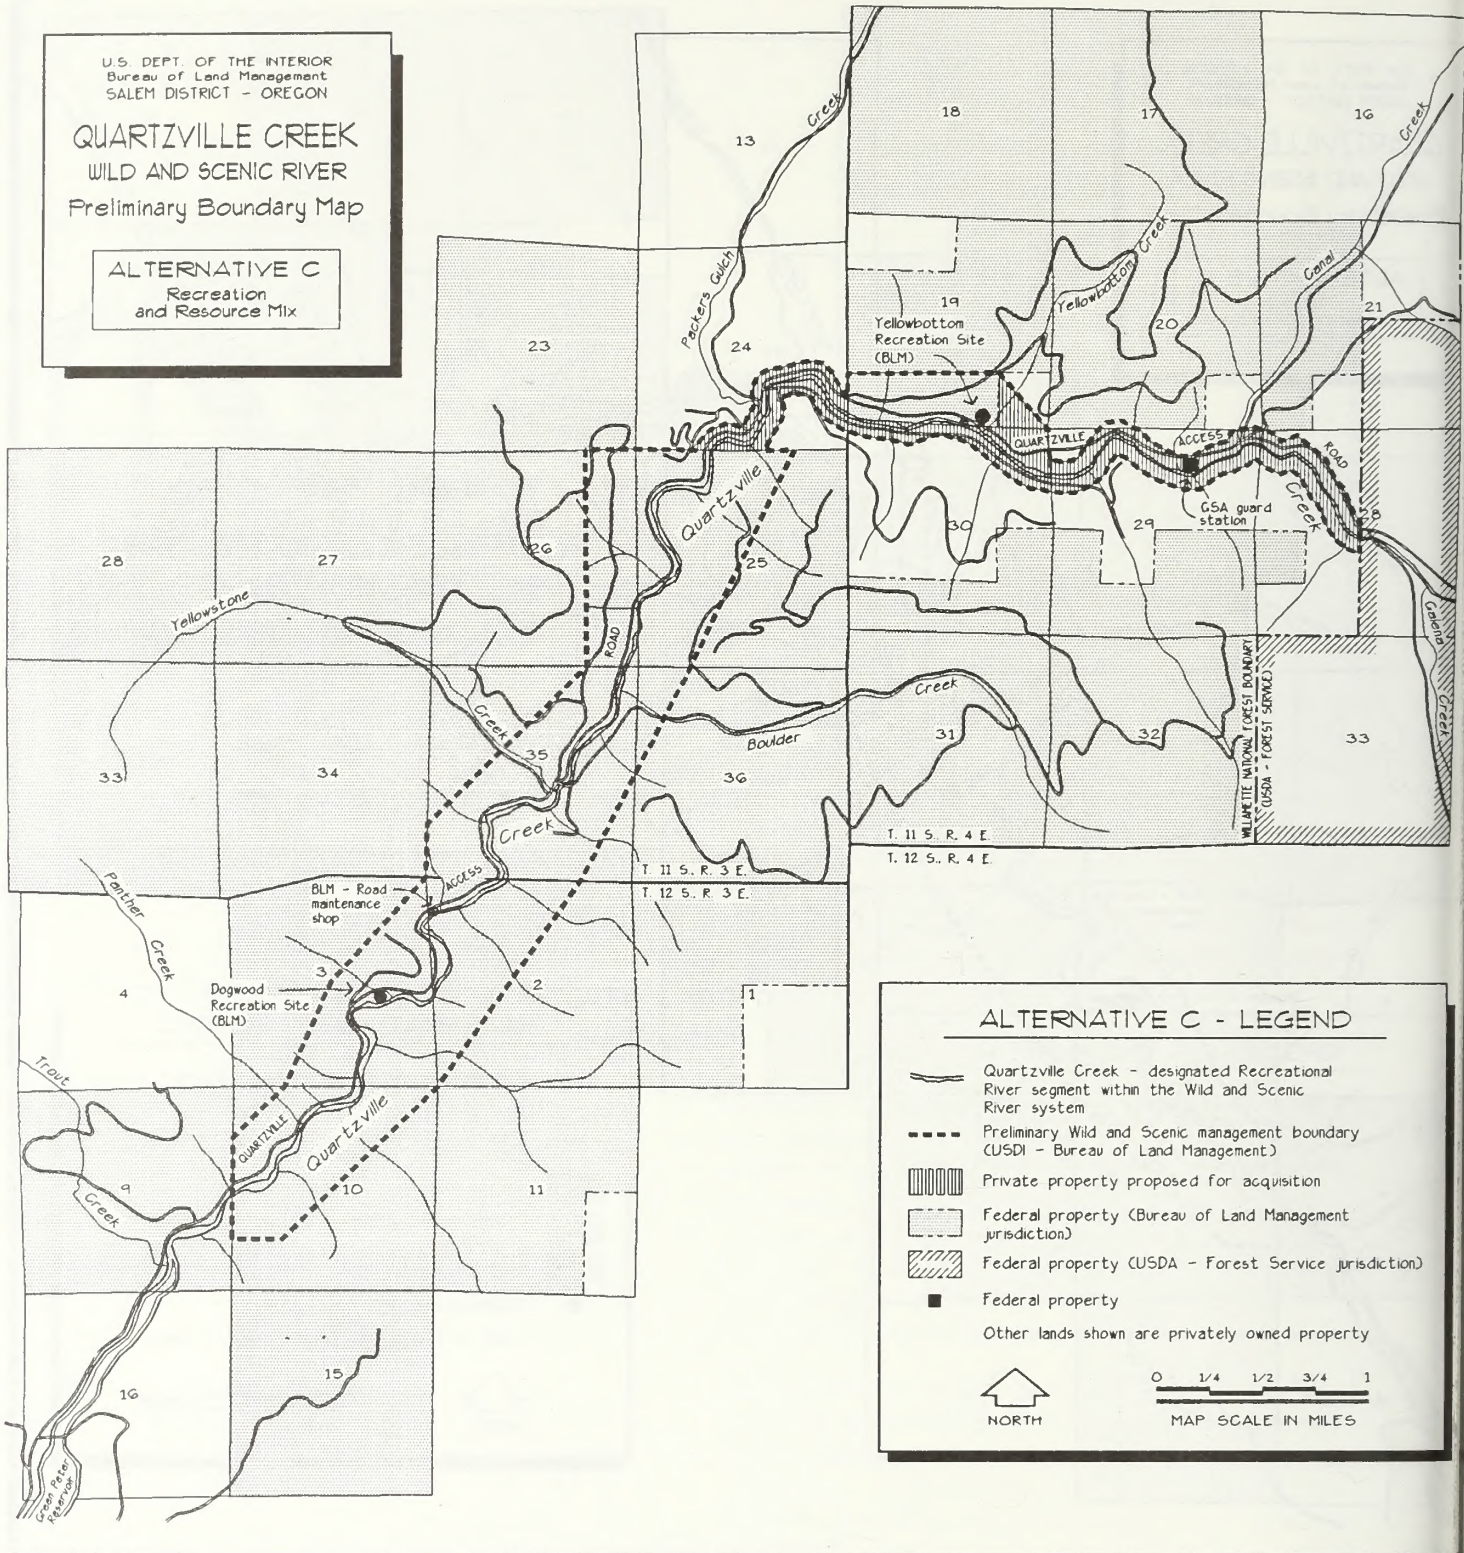 U.S. DEPT. OF THE INTERIOR
Bureau of Land Management
SALEM DISTRICT - OREGON
QUARTZVILLE CREEK
WILD AND SCENIC RIVER
Preliminary Boundary Map
ALTERNATIVE C
Recreation
and Resource Mix
13
Creek
18
17
16
Creek
Packers Gulch
24
23
19
Yellowbottom
Recreation Site
(BLM)
Yellowbottom Creek
20
Canal
21
QUARTZVILLE
ACCESS
ROAD
Creek
GSA guard
station
28
29
30
Quartzville
25
26
27
28
Yellowstone
ROAD
Creek
35
34
33
Creek
Boulder
36
31
32
33
Galena
Creek
WILLAMETTE NATIONAL FOREST BOUNDARY
(USDA - FOREST SERVICE)
Creek
T. 11 S. R. 4 E.
T. 12 S. R. 4 E.
T. 11 S. R. 3 E.
T. 12 S. R. 3 E.
ACCESS
BLM - Road
maintenance
shop
Panther
Creek
4
3
2
1
Dogwood
Recreation Site
(BLM)
Trout
Creek
9
QUARTZVILLE
Quartzville
10
11
16
15
Green Peter
Reservoir
ALTERNATIVE C - LEGEND
Quartzville Creek - designated Recreational
River segment within the Wild and Scenic
River system
Preliminary Wild and Scenic management boundary
(USDI - Bureau of Land Management)
Private property proposed for acquisition
Federal property (Bureau of Land Management
jurisdiction)
Federal property (USDA - Forest Service jurisdiction)
Federal property
Other lands shown are privately owned property
NORTH
0 1/4 1/2 3/4 1
MAP SCALE IN MILES